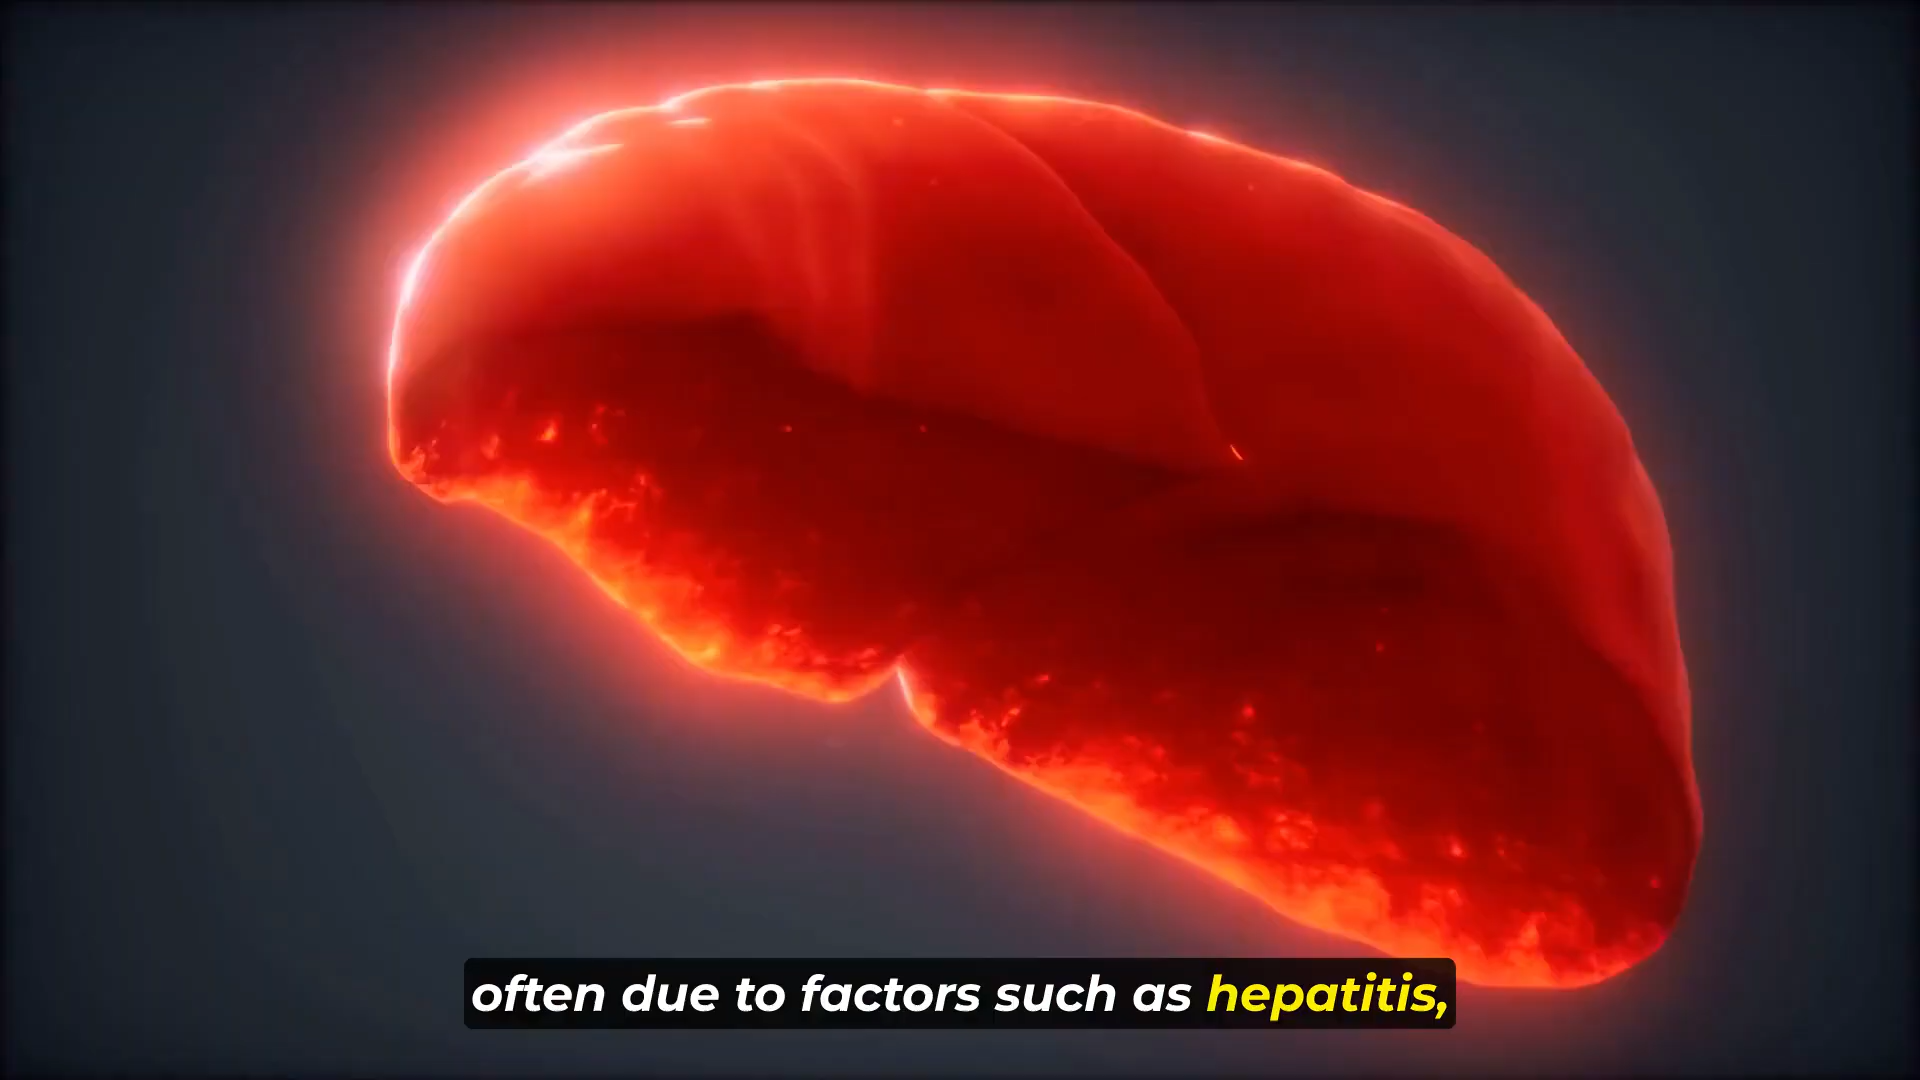 often due to factors such as hepatitis,